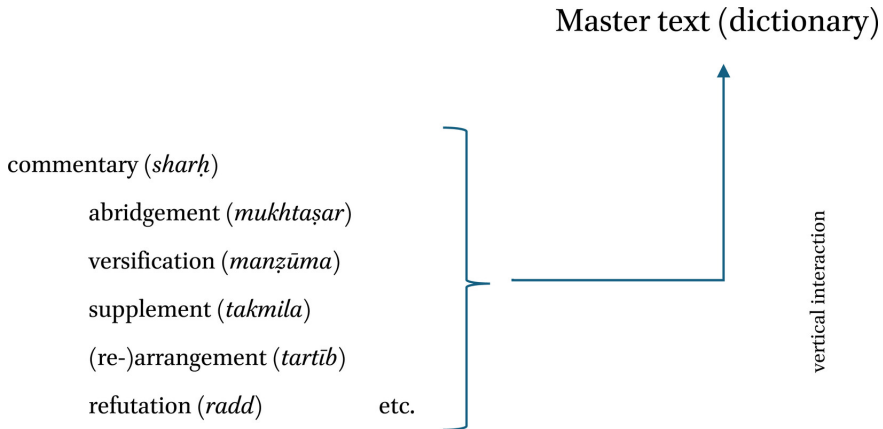 Master text (dictionary)
commentary (sharḥ)
abridgement (mukhtaṣar)
versification (manẓūma)
supplement (takmila)
(re-)arrangement (tartīb)
refutation (radd) etc.
vertical interaction